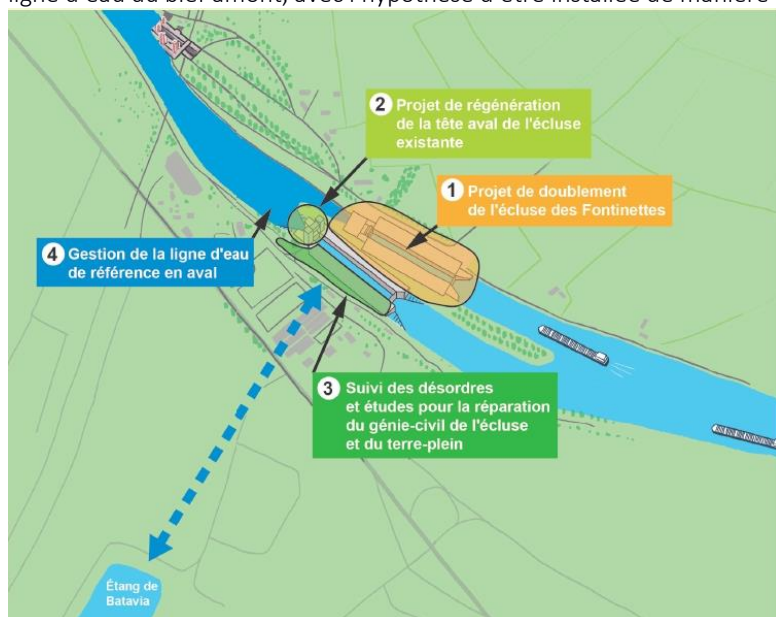 ligne d'eau du bief amont, avec l'hypothèse d'être installée de manière
2 Projet de régénération
de la tête aval de l'écluse
existante
1 Projet de doublement
de l'écluse des Fontinettes
4 Gestion de la ligne d'eau
de référence en aval
3 Suivi des désordres
et études pour la réparation
du génie-civil de l'écluse
et du terre-plein
Étang de
Batavia